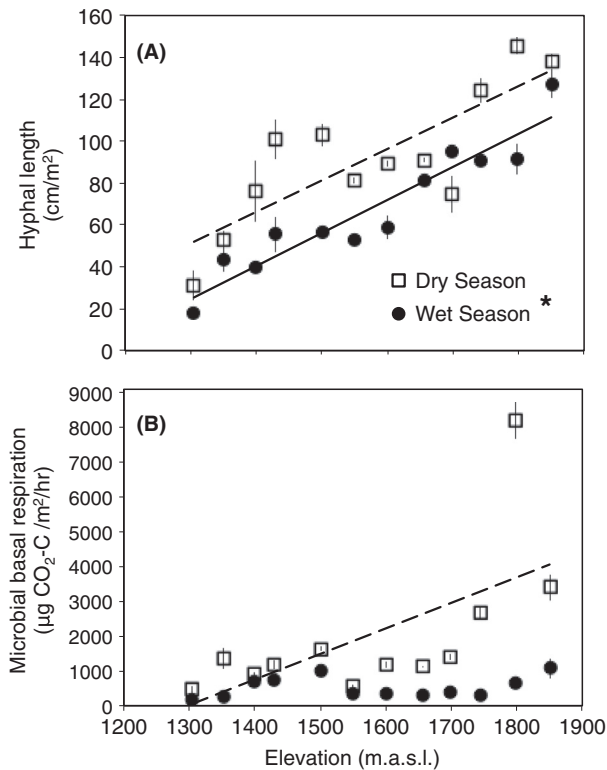 160
(A)
140
120
100
80
60
40
20
0
Hyphal length
(cm/m²)
Dry Season
Wet Season *
9000
(B)
8000
7000
6000
5000
4000
3000
2000
1000
0
Microbial basal respiration
(µg CO₂-C /m²/hr)
1200 1300 1400 1500 1600 1700 1800 1900
Elevation (m.a.s.l.)